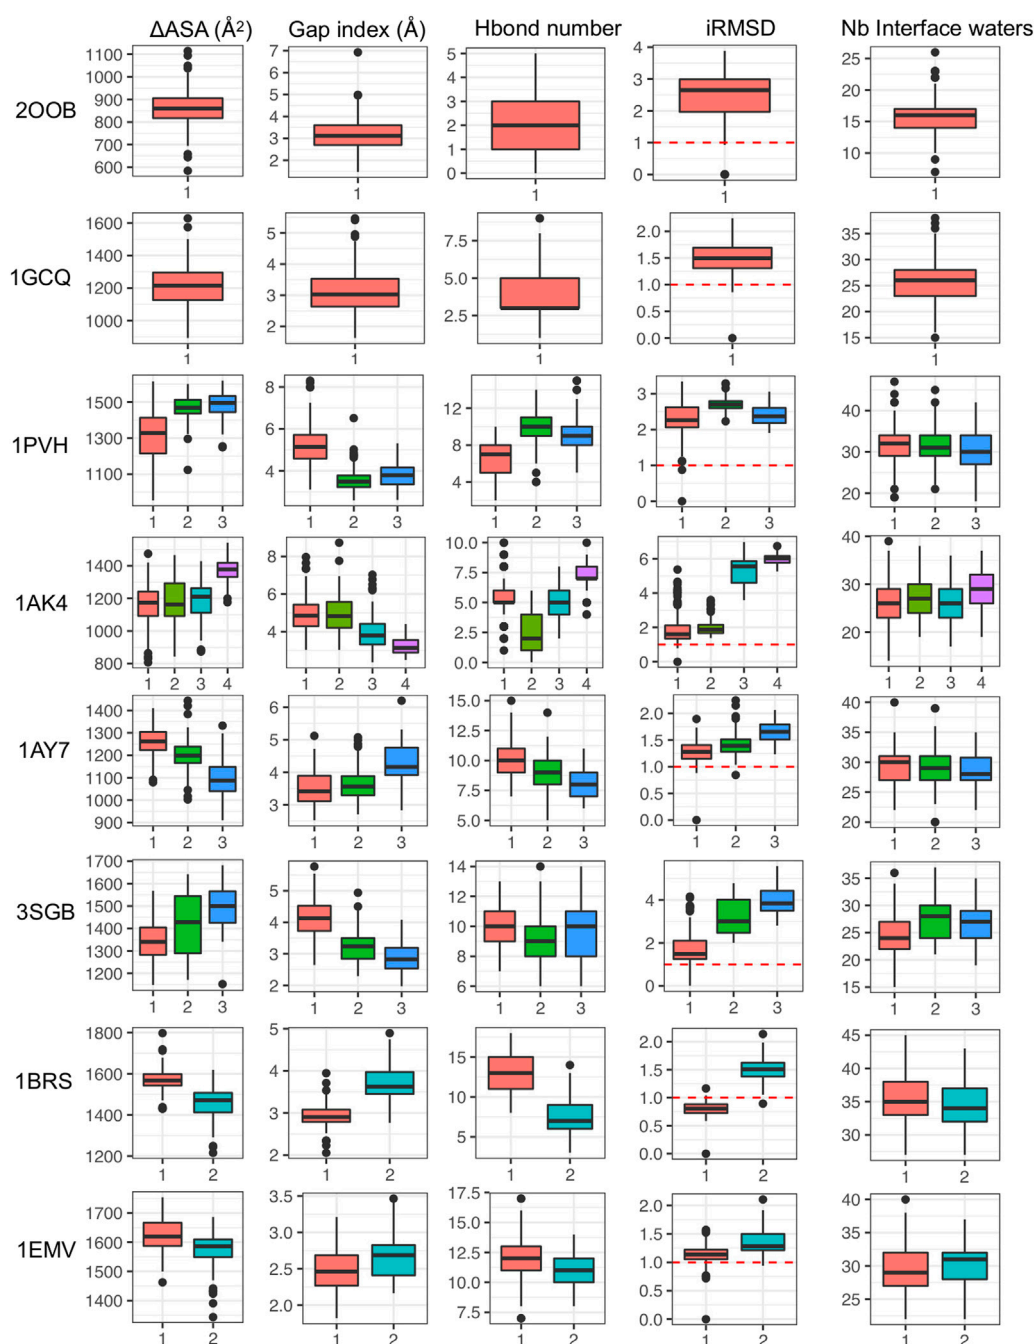 ΔASA (Å²) Gap index (Å) Hbond number iRMSD Nb Interface waters
2OOB
1100 1000 900 800 700 600
1
7 6 5 4 3 2
1
5 4 3 2 1 0
1
4 3 2 1 0
1
25 20 15 10
1
1GCQ
1600 1400 1200 1000
1
5 4 3 2
1
7.5 5.0 2.5
1
2.0 1.5 1.0 0.5 0.0
1
35 30 25 20 15
1
1PVH
1500 1300 1100
1 2 3
8 6 4
1 2 3
12 8 4
1 2 3
3 2 1 0
1 2 3
40 30 20
1 2 3
1AK4
1400 1200 1000 800
1 2 3 4
8 6 4
1 2 3 4
10.0 7.5 5.0 2.5 0.0
1 2 3 4
6 4 2 0
1 2 3 4
30 20
1 2 3 4
1AY7
1400 1300 1200 1100 1000 900
1 2 3
6 5 4 3
1 2 3
15.0 12.5 10.0 7.5 5.0
1 2 3
2.0 1.5 1.0 0.5 0.0
1 2 3
40 35 30 25 20
1 2 3
3SGB
1700 1600 1500 1400 1300 1200
1 2 3
5 4 3 2
1 2 3
14 12 10 8 6
1 2 3
4 2 0
1 2 3
35 30 25 20 15
1 2 3
1BRS
1800 1600 1400 1200
1 2
5 4 3 2
1 2
15 10 5
1 2
2.0 1.5 1.0 0.5 0.0
1 2
45 40 35 30
1 2
1EMV
1700 1600 1500 1400
1 2
3.5 3.0 2.5 2.0
1 2
17.5 15.0 12.5 10.0 7.5
1 2
2.0 1.5 1.0 0.5 0.0
1 2
40 35 30 25
1 2